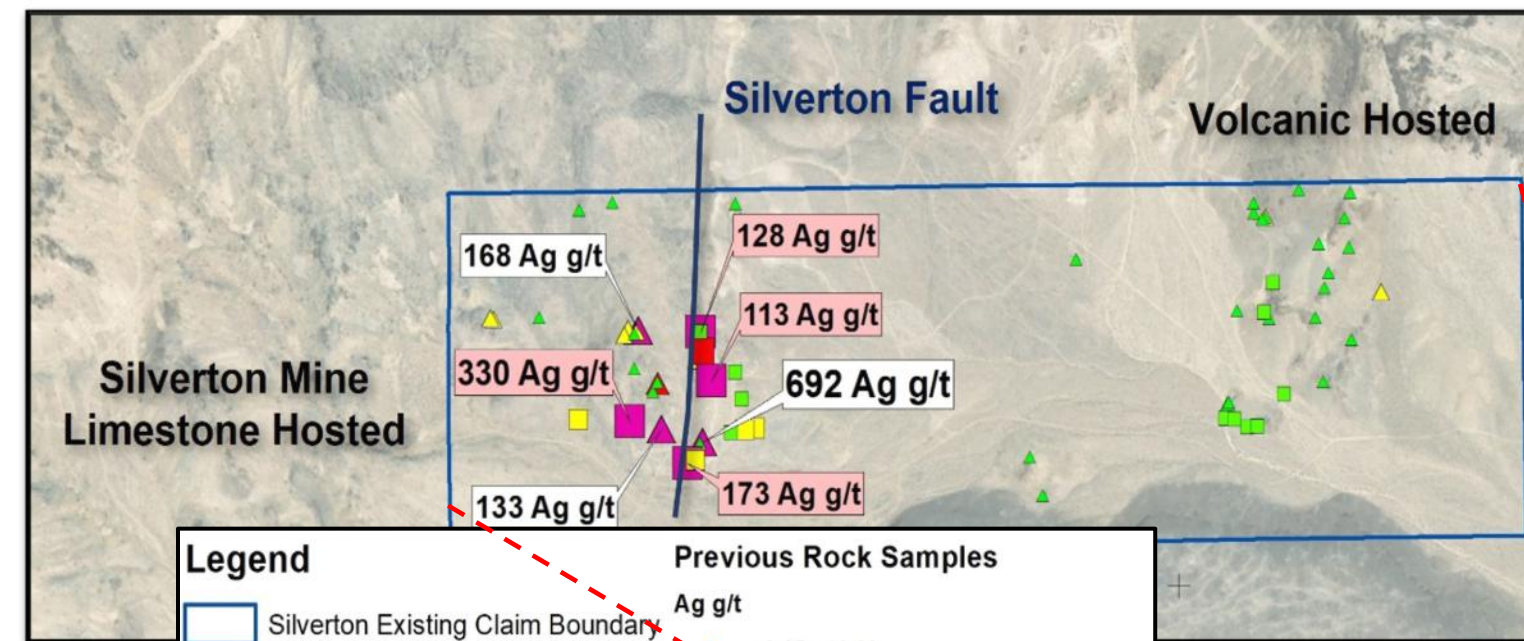 Silverton Fault
Volcanic Hosted
128 Ag g/t
168 Ag g/t
113 Ag g/t
330 Ag g/t
692 Ag g/t
Silverton Mine
Limestone Hosted
173 Ag g/t
133 Ag g/t
Legend
Previous Rock Samples
Ag g/t
Silverton Existing Claim Boundary